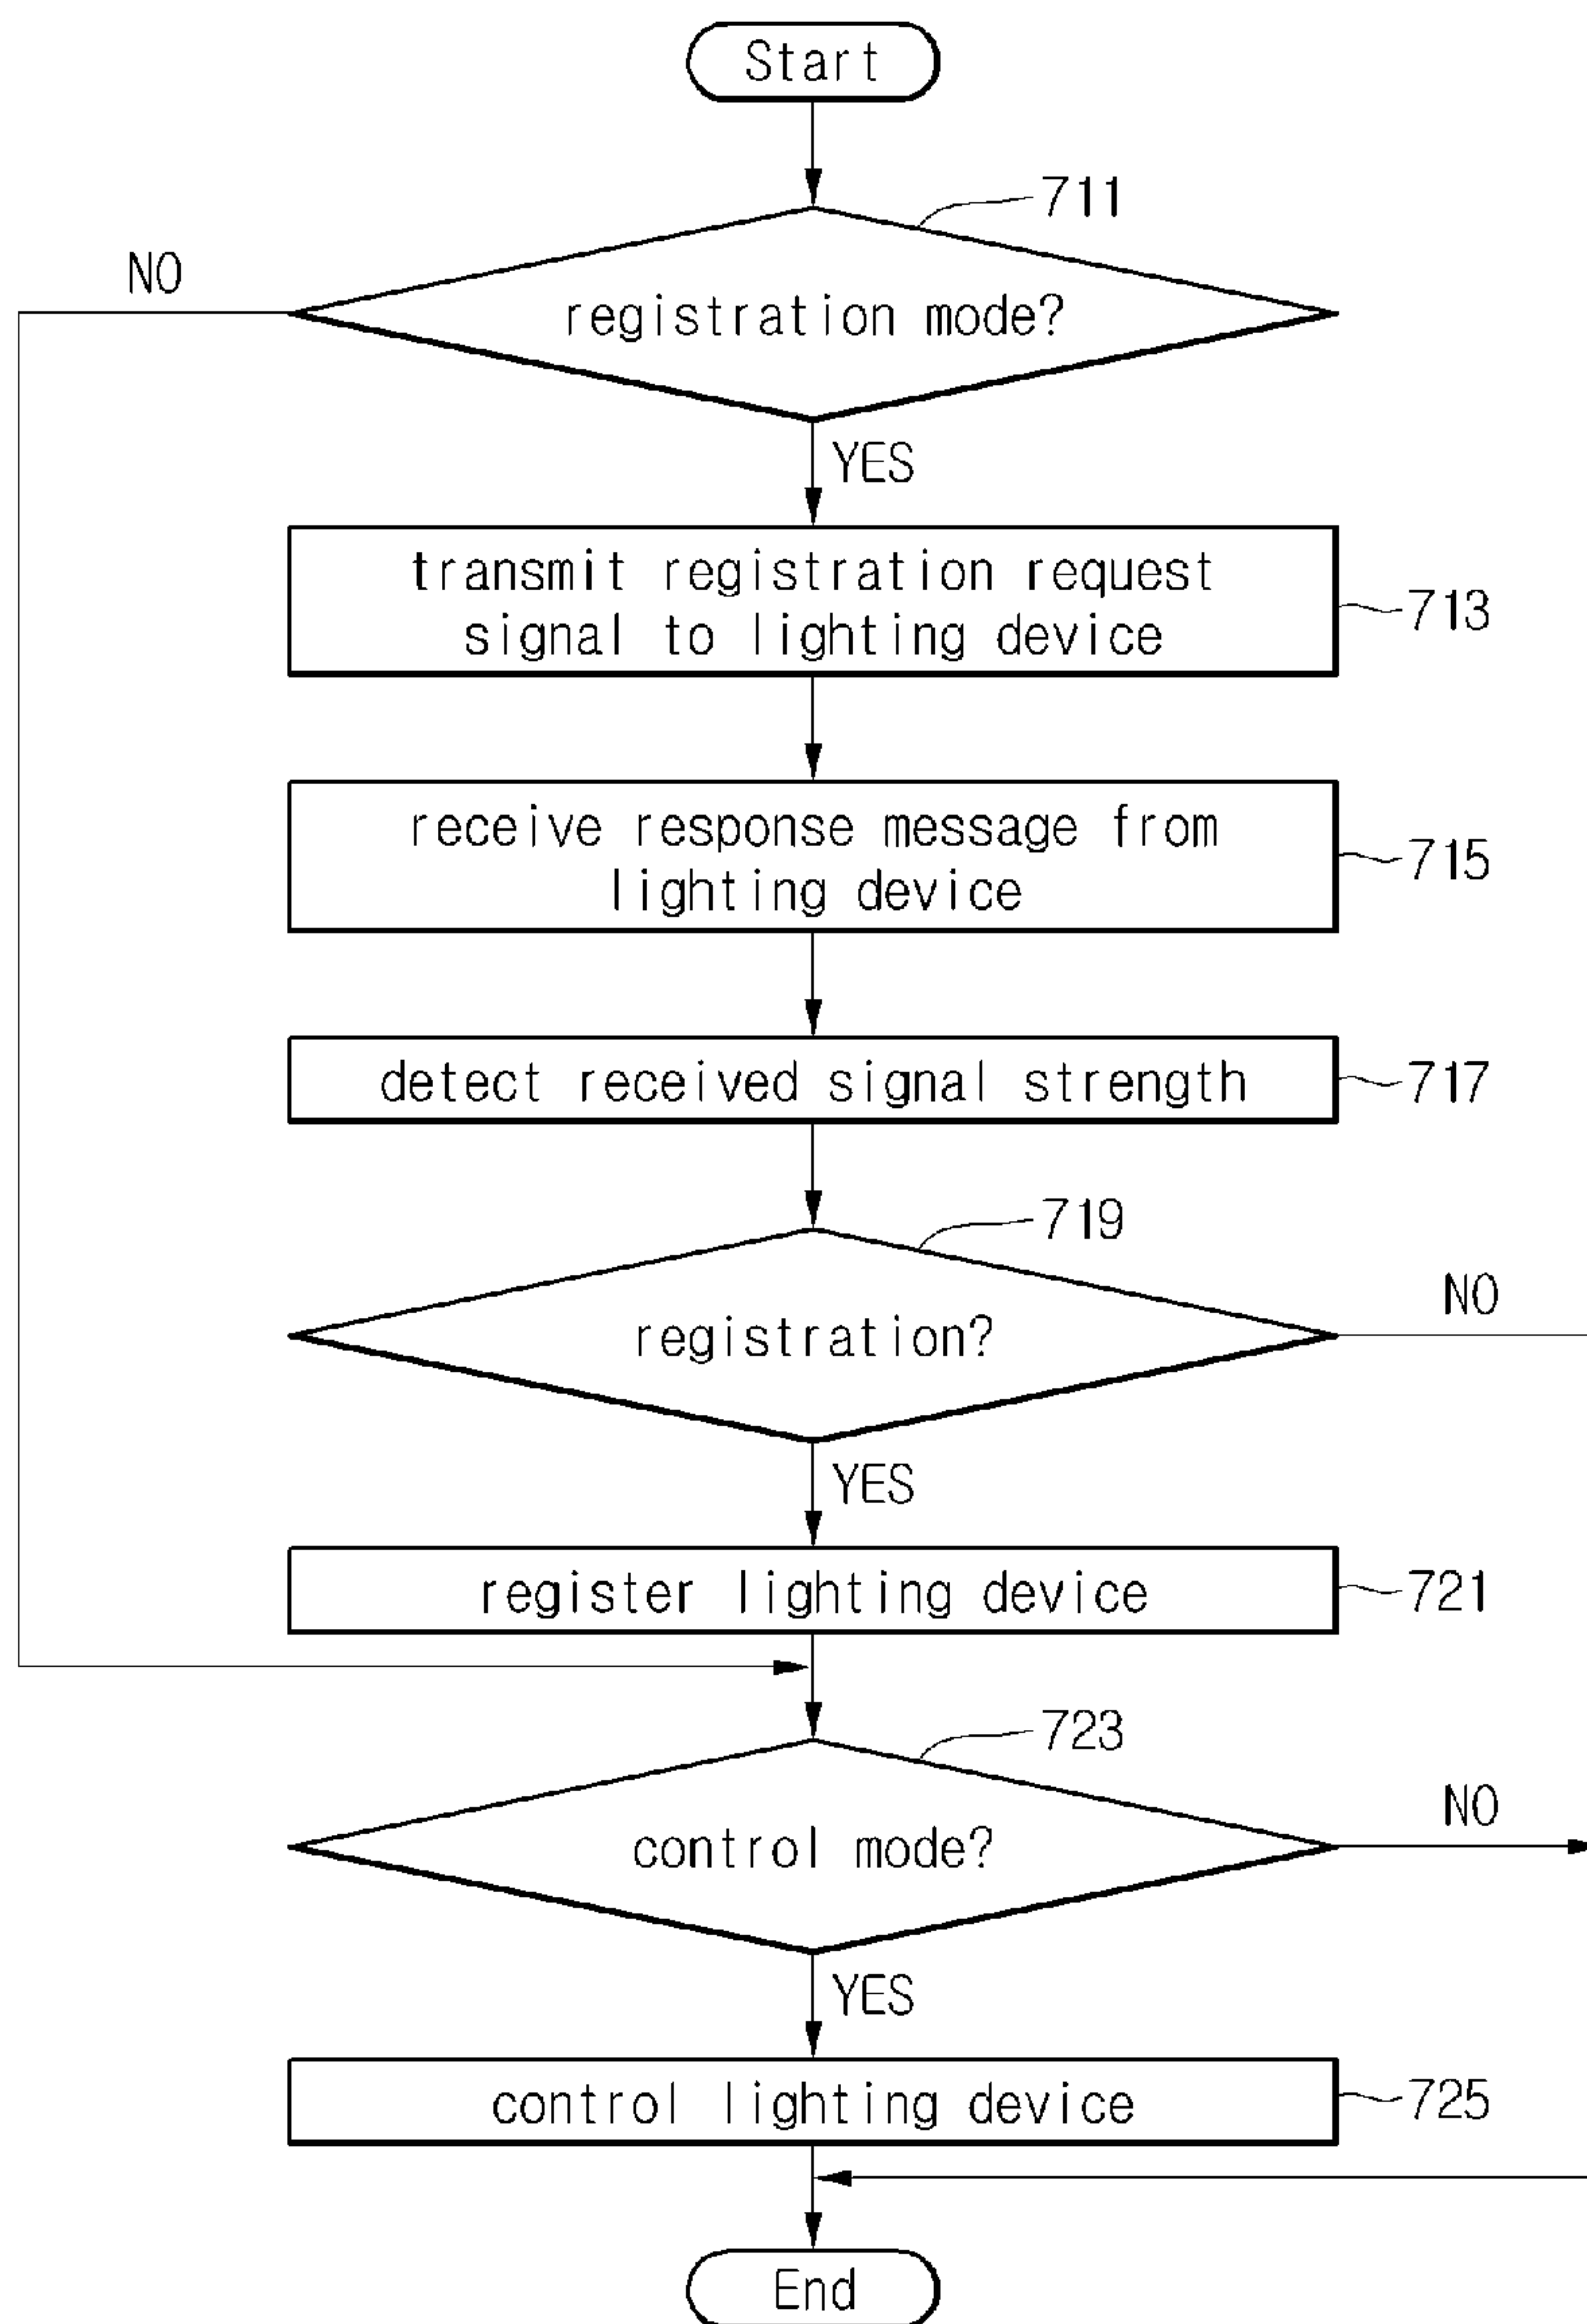 Start
711
NO
registration mode?
YES
transmit registration request
signal to lighting device
713
receive response message from
lighting device
715
detect received signal strength
717
719
NO
registration?
YES
register lighting device
721
723
NO
control mode?
YES
control lighting device
725
End